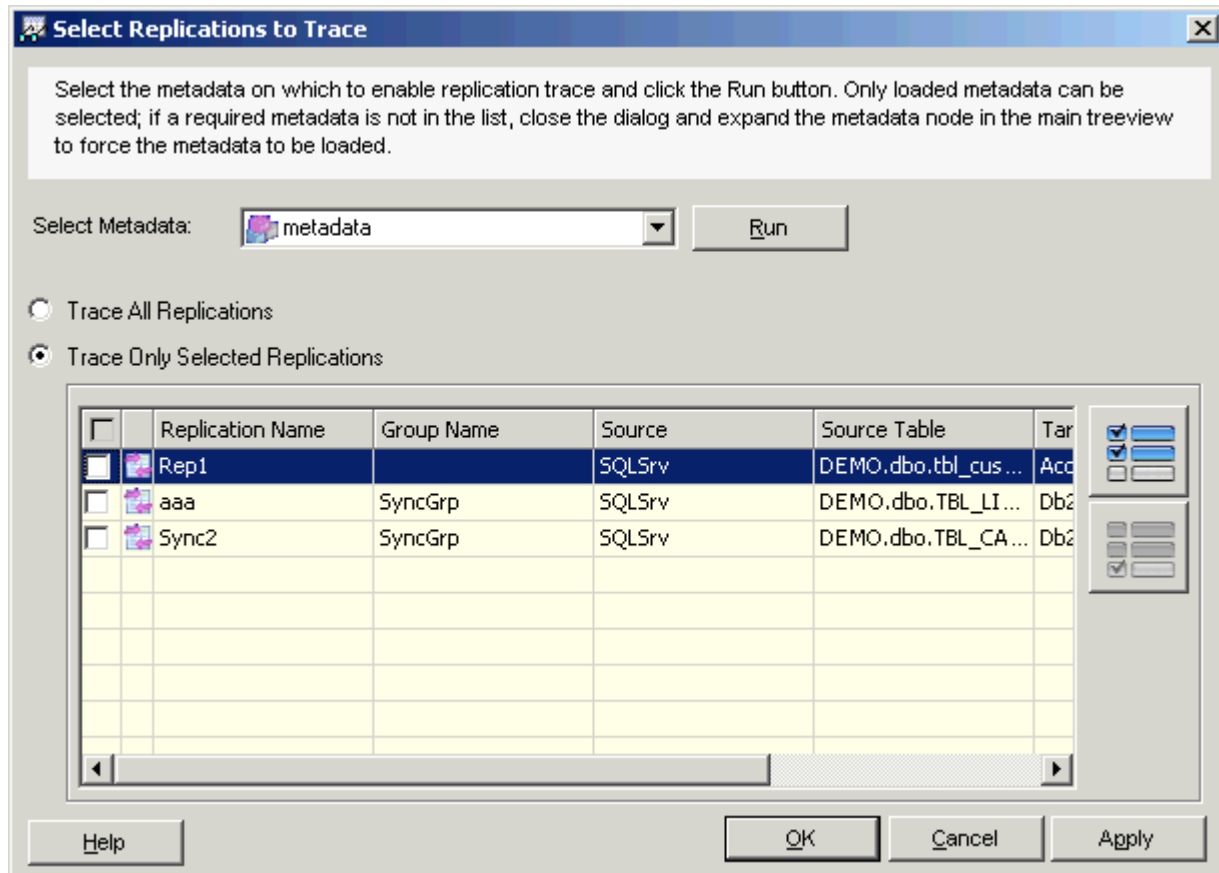 Select Replications to Trace
Select the metadata on which to enable replication trace and click the Run button. Only loaded metadata can be
selected; if a required metadata is not in the list, close the dialog and expand the metadata node in the main treeview
to force the metadata to be loaded.
Select Metadata: metadata Run
Trace All Replications
Trace Only Selected Replications
Replication Name Group Name Source Source Table Tar
Rep1 SQLSrv DEMO.dbo.tbl_cus... Acc
aaa SyncGrp SQLSrv DEMO.dbo.TBL_LI... Db2
Sync2 SyncGrp SQLSrv DEMO.dbo.TBL_CA... Db2
Help OK Cancel Apply